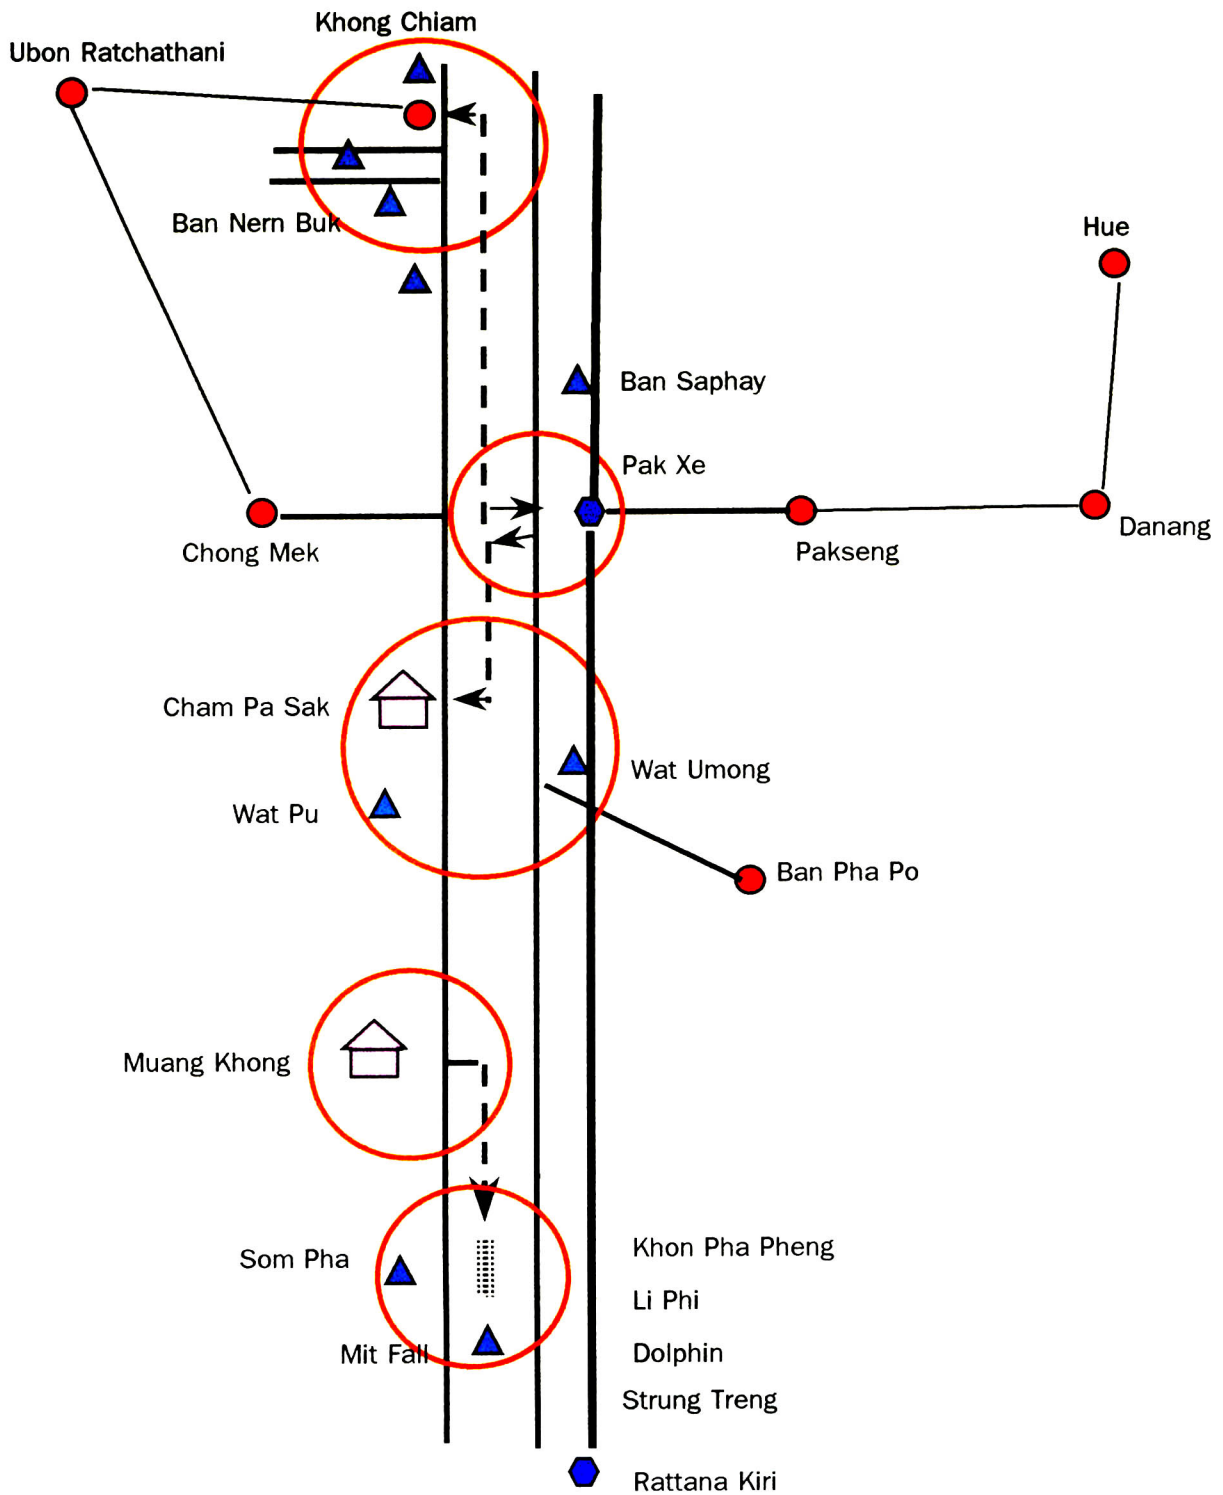 Khong Chiam
Ubon Ratchathani
Ban Nern Buk
Hue
Ban Saphay
Pak Xe
Chong Mek
Pakseng
Danang
Cham Pa Sak
Wat Umong
Wat Pu
Ban Pha Po
Muang Khong
Som Pha
Khon Pha Pheng
Li Phi
Mit Fall
Dolphin
Strung Treng
Rattana Kiri